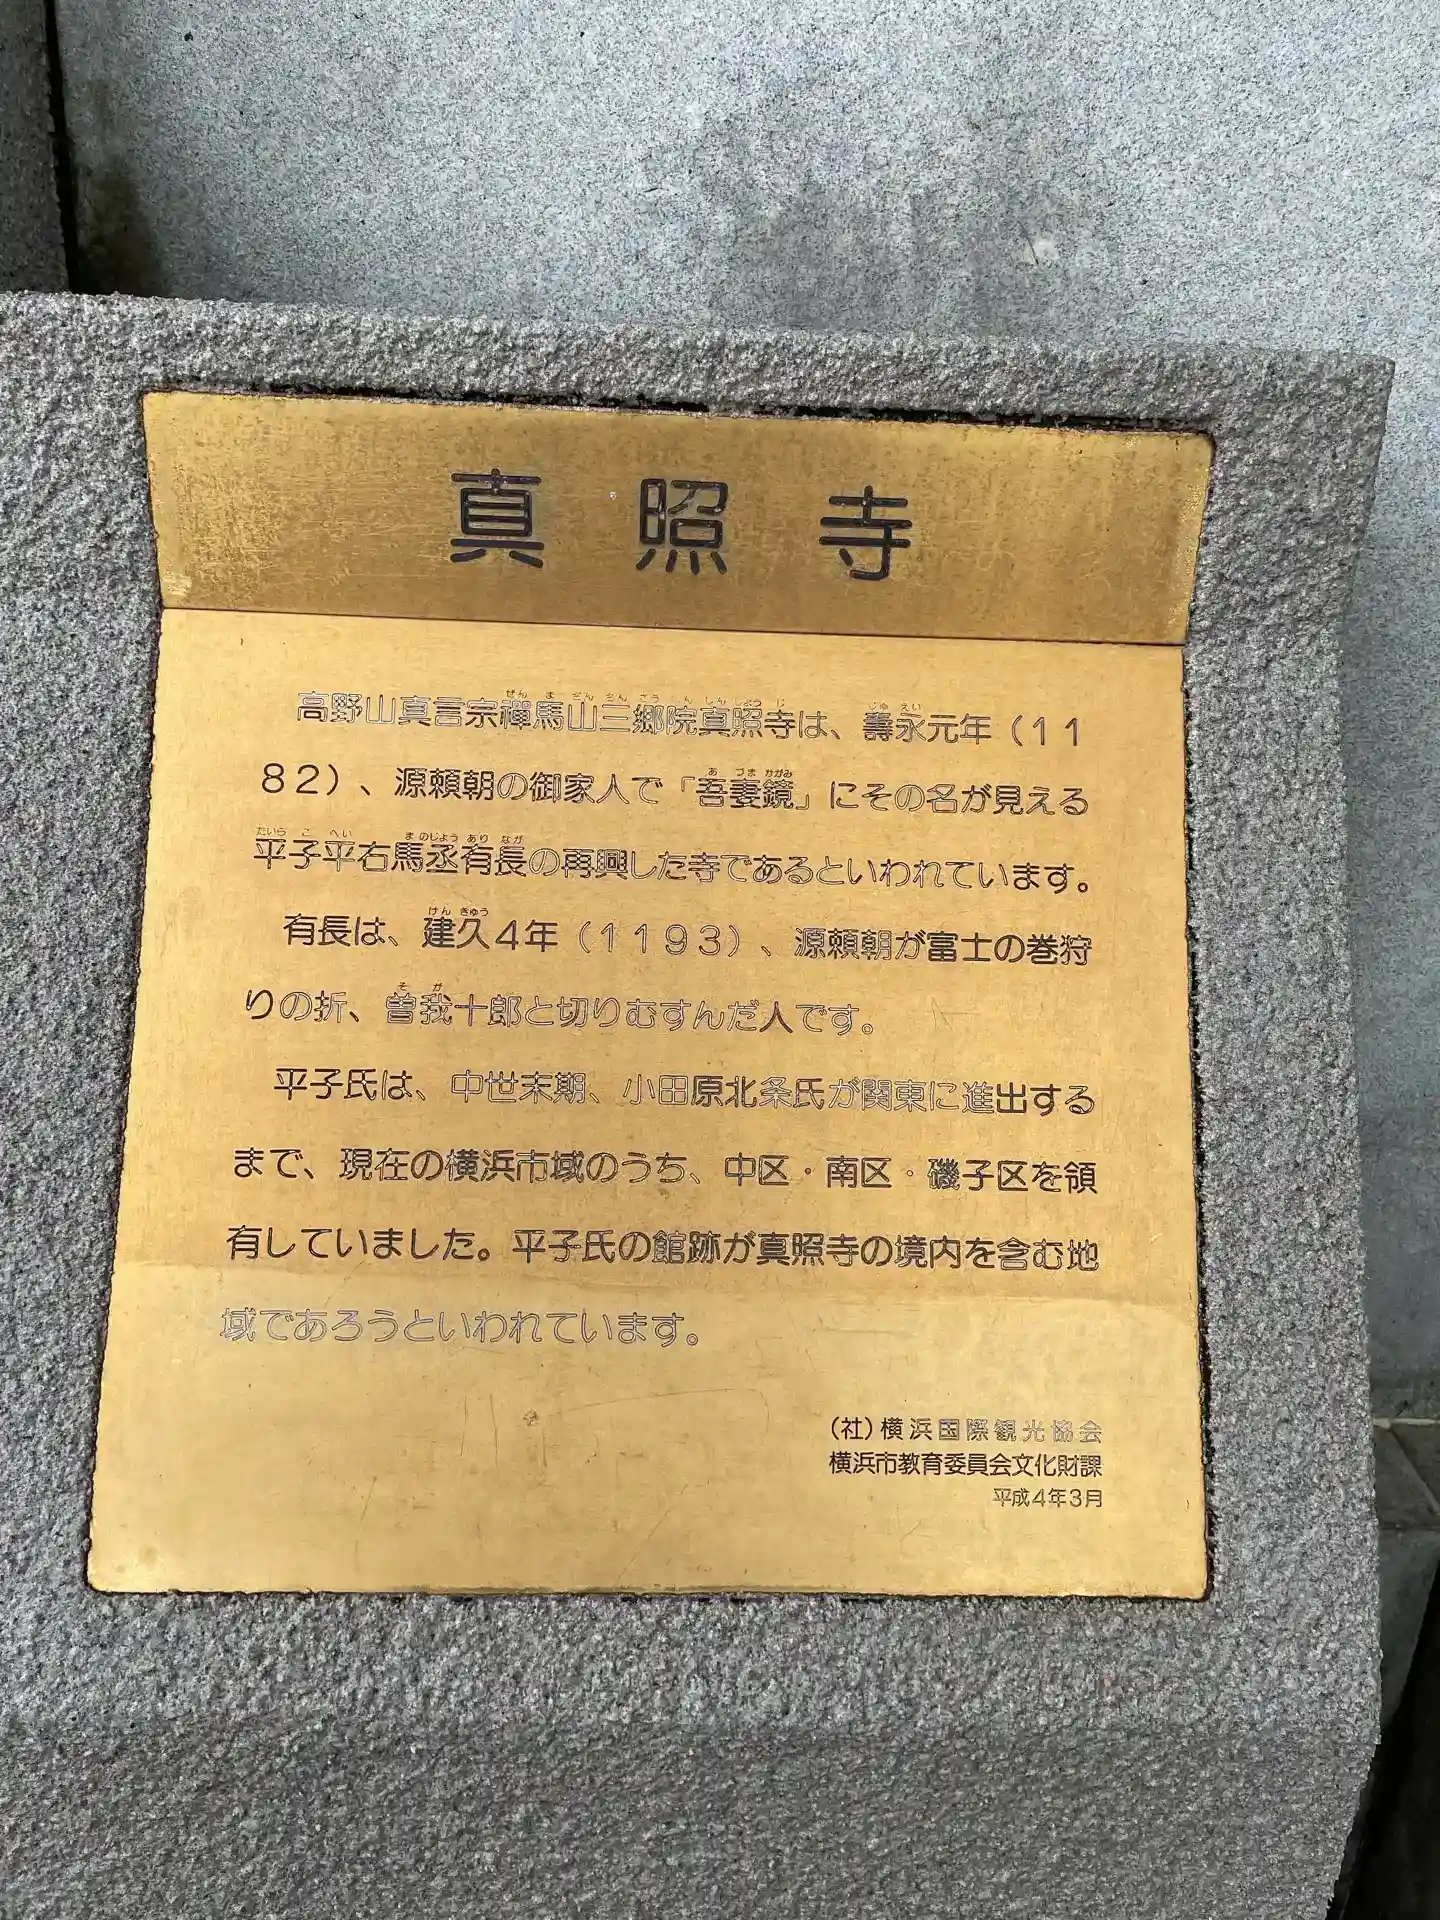 真照寺
高野山真言宗禪馬山三郷院真照寺は、壽永元年（11
82）、源頼朝の御家人で「吾妻鏡」にその名が見える
平子平右馬丞有長の再興した寺であるといわれています。
有長は、建久4年（1193）、源頼朝が富士の巻狩
りの折、曽我十郎と切りむすんだ人です。
平子氏は、中世末期、小田原北条氏が関東に進出する
まで、現在の横浜市域のうち、中区・南区・磯子区を領
有していました。平子氏の館跡が真照寺の境内を含む地
域であろうといわれています。
（社）横浜国際観光協会
横浜市教育委員会文化財課
平成4年3月